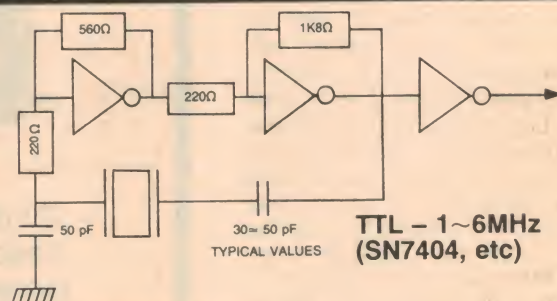 560Ω
1K8Ω
220Ω
220Ω
50 pF
30≃ 50 pF
TYPICAL VALUES
TTL – 1~6MHz
(SN7404, etc)